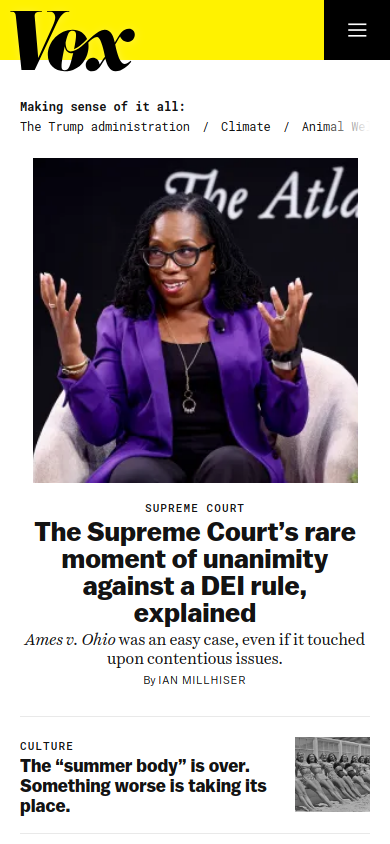 Vox
Making sense of it all:
The Trump administration / Climate / Animal We
The Atla
SUPREME COURT
The Supreme Court’s rare
moment of unanimity
against a DEI rule,
explained
Ames v. Ohio was an easy case, even if it touched
upon contentious issues.
By IAN MILLHISER
CULTURE
The “summer body” is over.
Something worse is taking its
place.